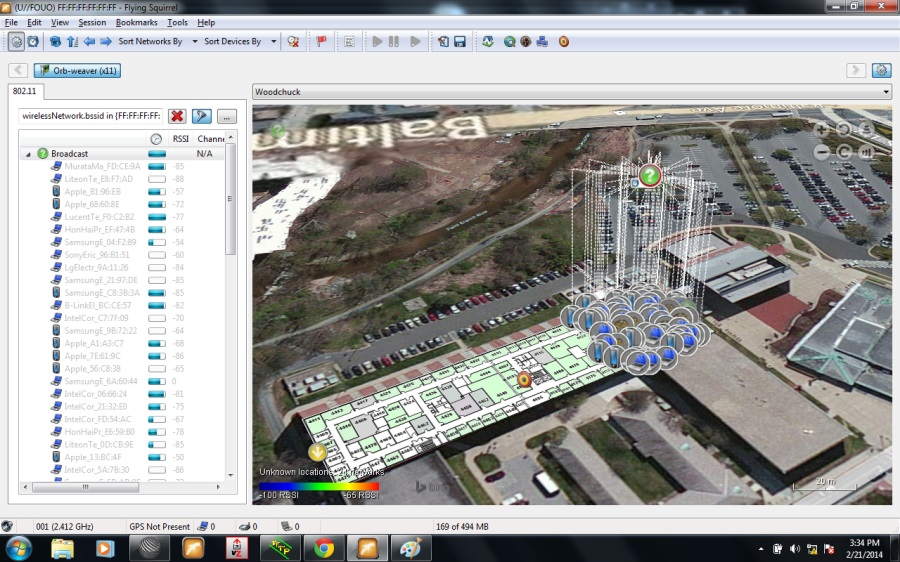 (U//FOUO) FF:FF:FF:FF:FF:FF - Flying Squirrel
File Edit View Session Bookmarks Tools Help
Sort Networks By Sort Devices By
Orb-weaver (x11)
802.11
Woodchuck
wirelessNetwork.bssid in {FF:FF:FF:FF:
...
RSSI Channe
Broadcast N/A
MurataMa_FD:CE:9A -85
LiteonTe_E8:F7:AD -88
Apple_B1:96:EB -57
Apple_68:60:8E -72
LucentTe_F0:C2:B2 -77
HonHaiPr_EF:47:4B -64
SamsungE_04:F2:B9 -54
SonyEric_96:B1:51 -60
LgElectr_9A:11:26 -84
SamsungE_21:97:DE -85
SamsungE_C8:3B:3A -85
B-LinkEl_BC:CE:57 -82
IntelCor_C7:7F:09 -70
SamsungE_9B:72:22 -64
Apple_A1:A3:C7 -68
Apple_7E:61:9C -86
Apple_56:C8:38 -65
SamsungE_6A:60:44 0
IntelCor_06:66:24 -81
IntelCor_21:32:E0 -75
IntelCor_FD:54:AC -67
HonHaiPr_E6:59:B0 -78
LiteonTe_0D:CB:9E -85
Apple_13:BC:4F -50
IntelCor_5A:7B:30 -86
Baltim
Unknown locations: networks
-100 RSSI -65 RSSI
20 m
001 (2.412 GHz) GPS Not Present 0 0 0 169 of 494 MB
3:34 PM
2/21/2014